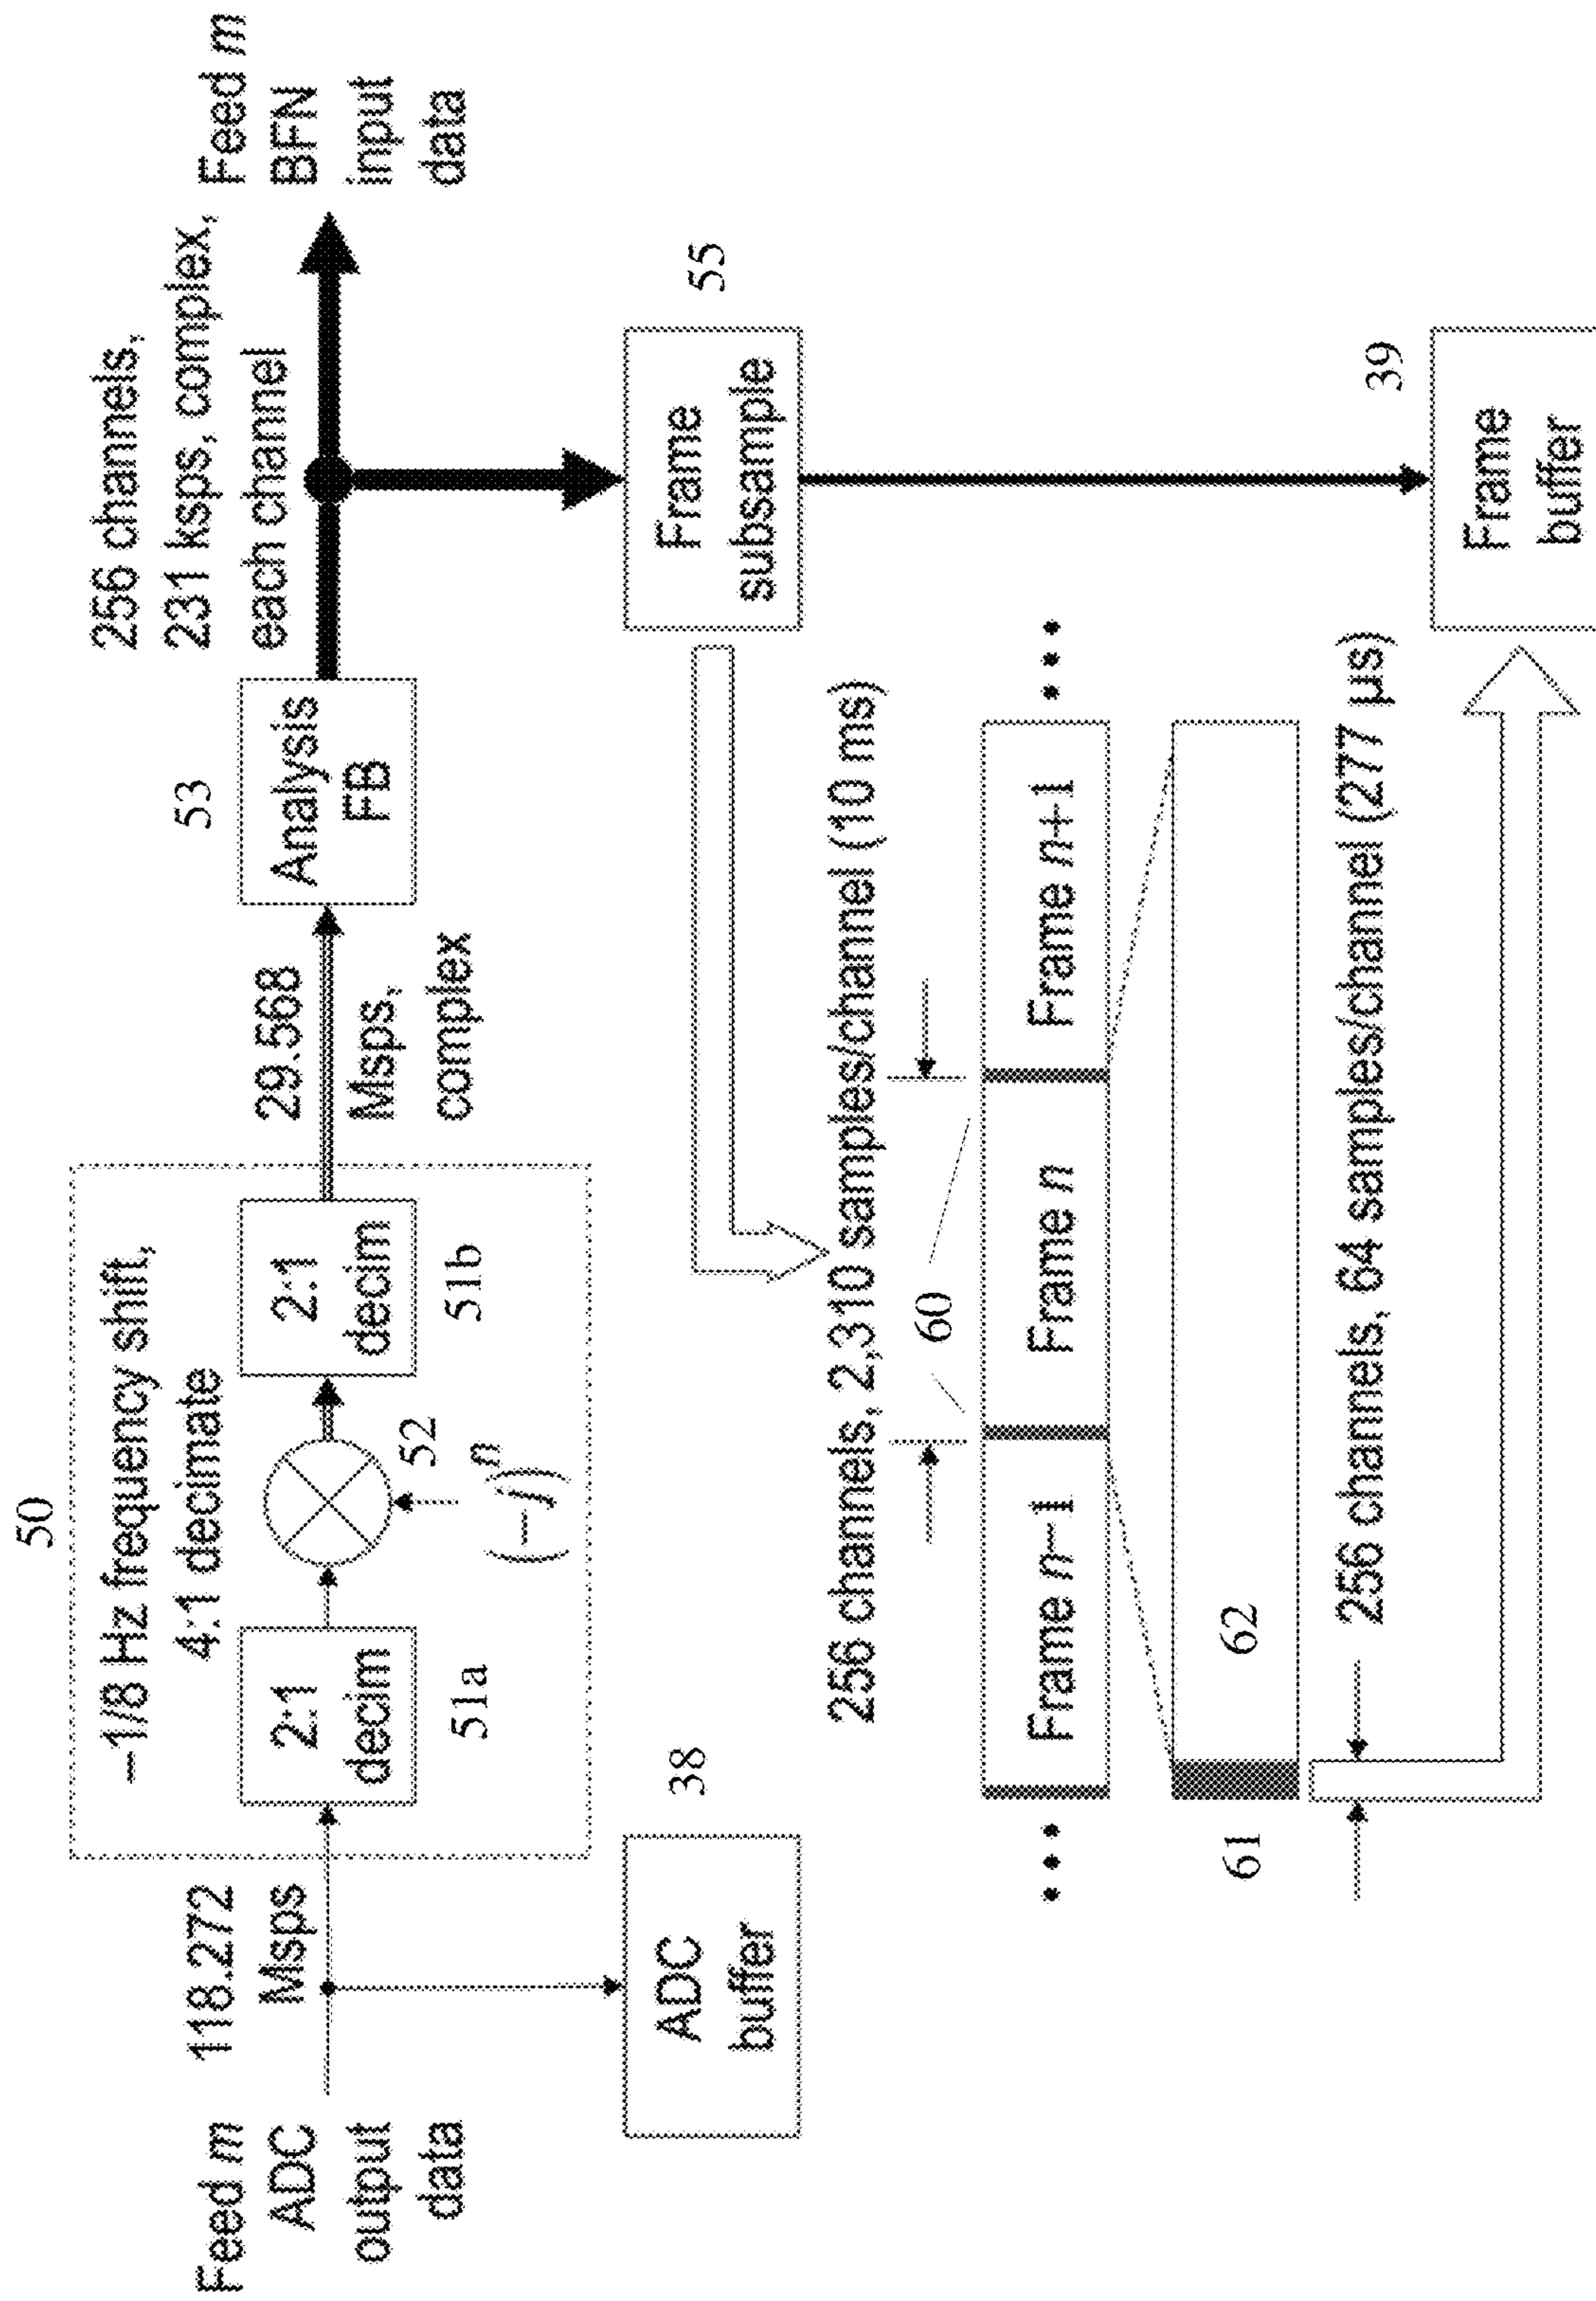 50
–1/8 Hz frequency shift,
4:1 decimate
Feed m
ADC
output
data
118.272
Msps
2:1
decim
51a
52
(–j)^n
2:1
decim
51b
29.568
Msps,
complex
53
Analysis
FB
256 channels,
231 ksps, complex,
each channel
Feed m
BFN
input
data
ADC
buffer
38
Frame
subsample
55
256 channels, 2,310 samples/channel (10 ms)
60
Frame n–1
Frame n
Frame n+1
61
62
256 channels, 64 samples/channel (277 µs)
39
Frame
buffer